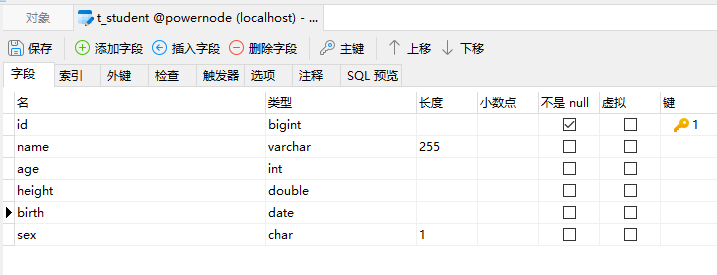 对象 t_student @powernode (localhost) - ...
保存 添加字段 插入字段 删除字段 主键 上移 下移
字段 索引 外键 检查 触发器 选项 注释 SQL 预览
名 类型 长度 小数点 不是 null 虚拟 键
id bigint 1
name varchar 255
age int
height double
birth date
sex char 1